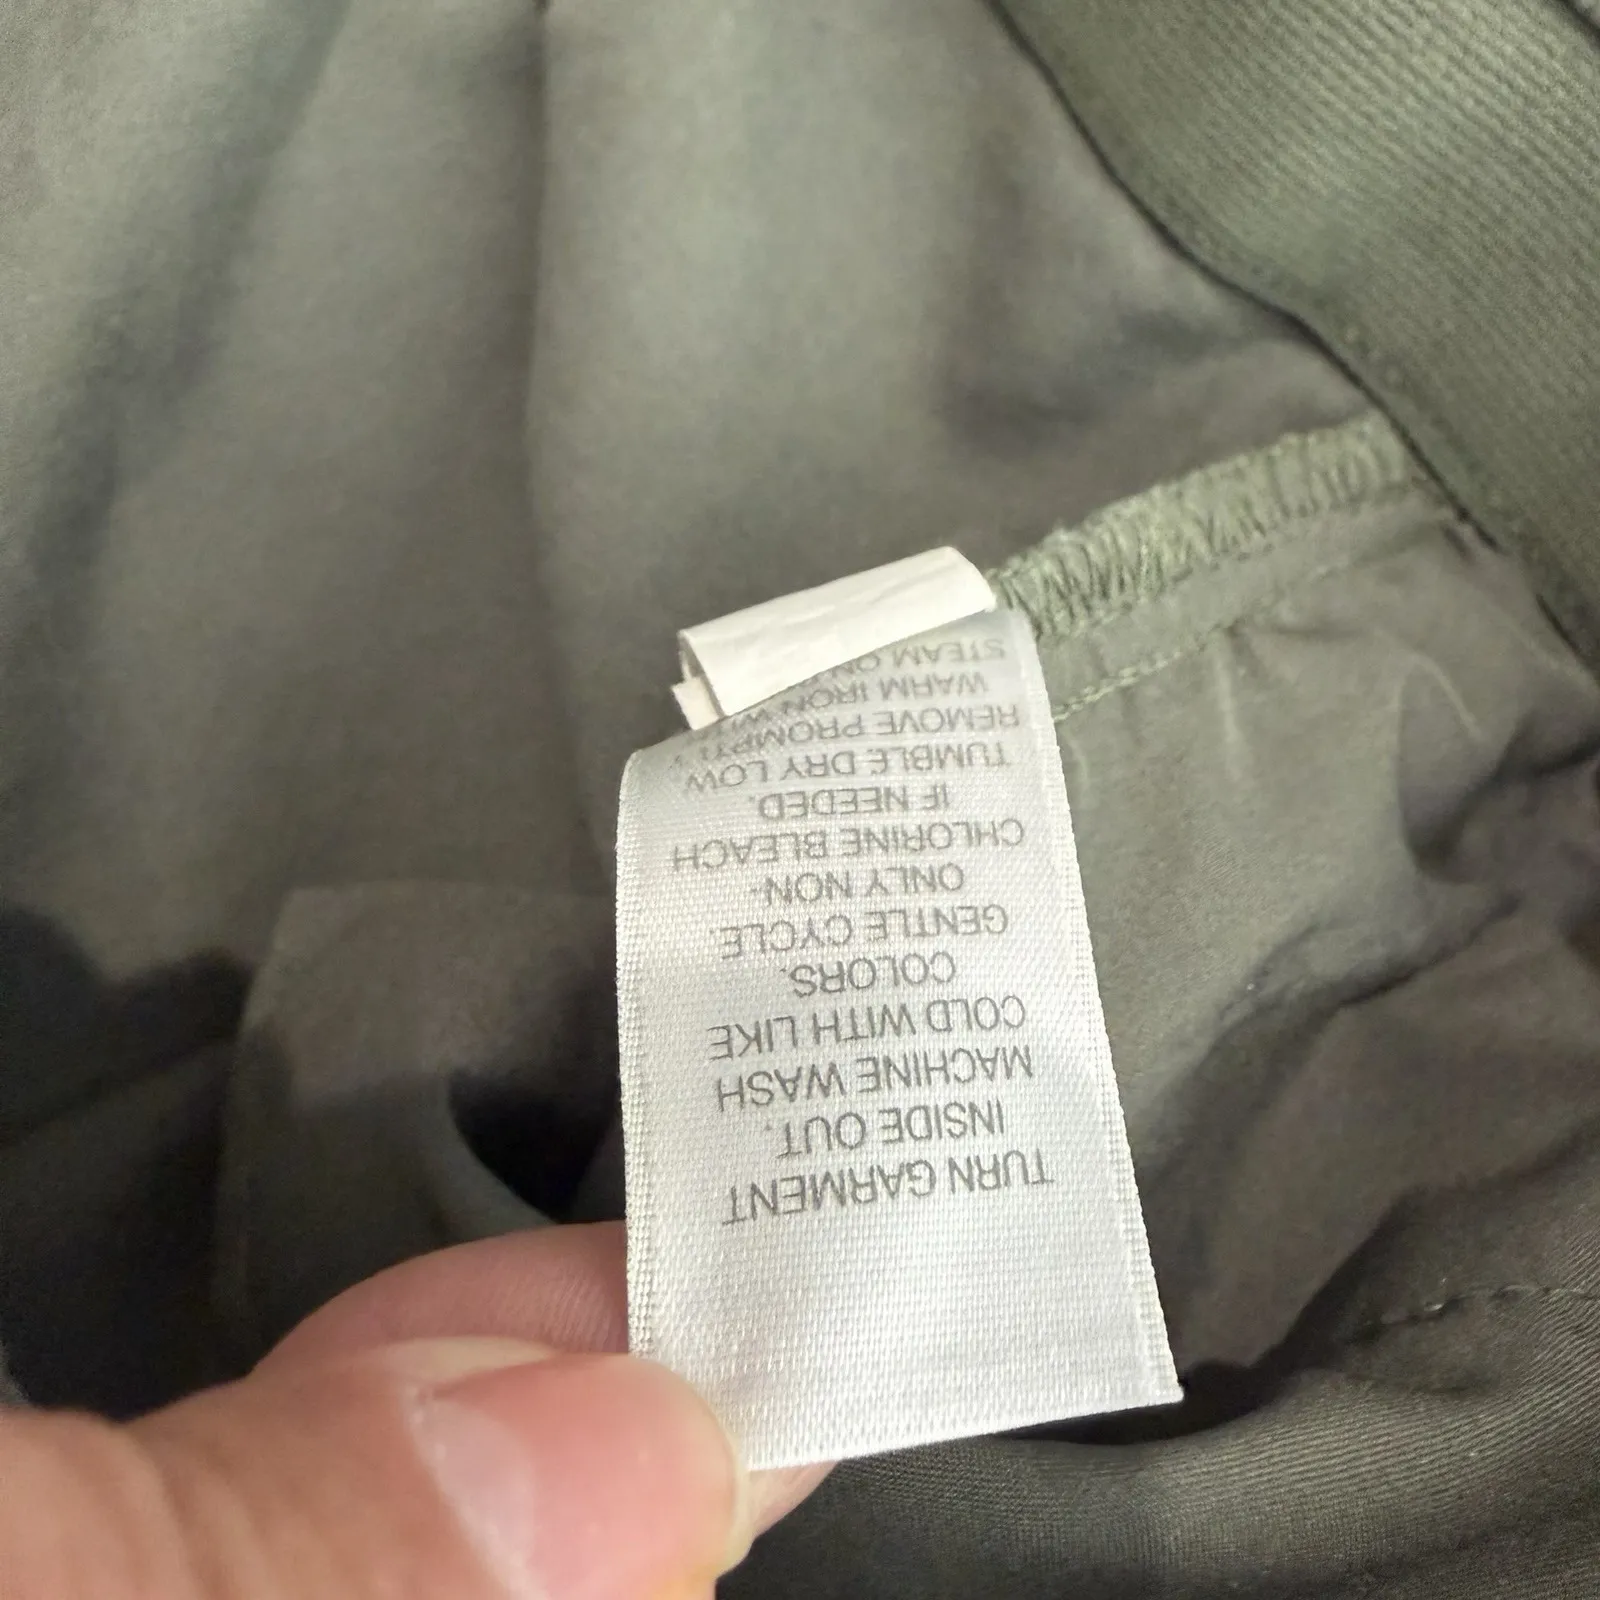 TURN GARMENT
INSIDE OUT.
MACHINE WASH
COLD WITH LIKE
COLORS.
GENTLE CYCLE
ONLY NON-
CHLORINE BLEACH
IF NEEDED.
TUMBLE DRY LOW
REMOVE PROMPTLY
WARM IRON
STEAM